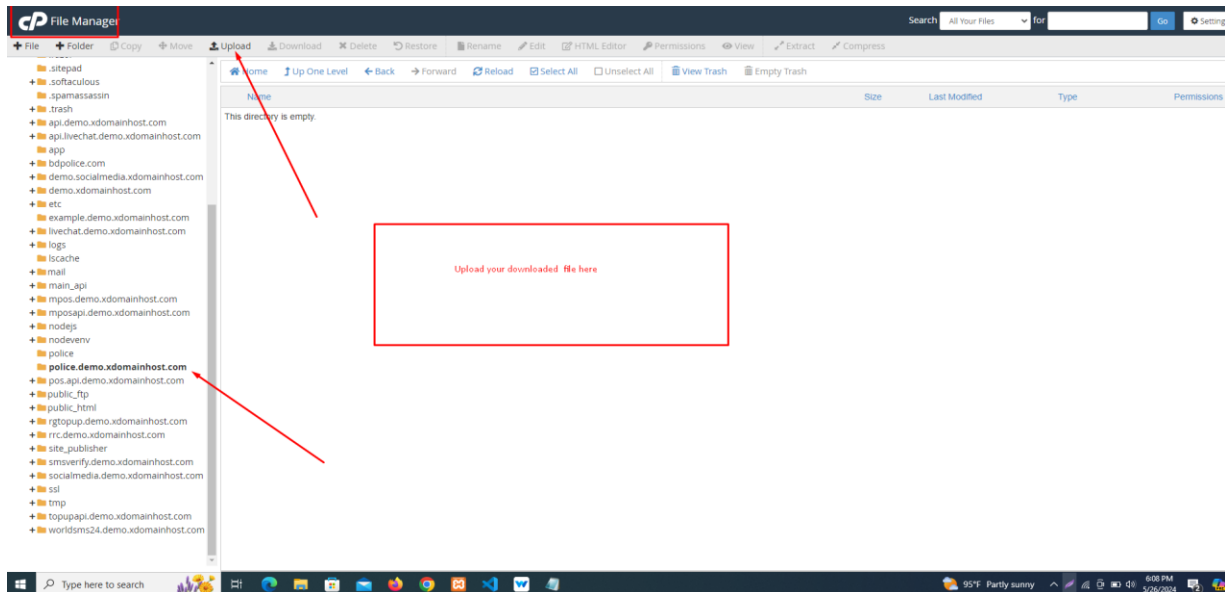 cP File Manager
Search All Your Files for Go Setting
File Folder Copy Move Upload Download Delete Restore Rename Edit HTML Editor Permissions View Extract Compress
.sitepad
Home Up One Level Back Forward Reload Select All Unselect All View Trash Empty Trash
.softaculous
.spamassassin
Name Size Last Modified Type Permissions
.trash
This directory is empty.
api.demo.xdomainhost.com
api.livechat.demo.xdomainhost.com
app
bdpolice.com
demo.socialmedia.xdomainhost.com
demo.xdomainhost.com
etc
example.demo.xdomainhost.com
livechat.demo.xdomainhost.com
logs
lscache
Upload your downloaded file here
mail
main_api
mpos.demo.xdomainhost.com
mposapi.demo.xdomainhost.com
nodejs
nodevenv
police
police.demo.xdomainhost.com
pos.api.demo.xdomainhost.com
public_ftp
public_html
rgtopup.demo.xdomainhost.com
rrc.demo.xdomainhost.com
site_publisher
smsverify.demo.xdomainhost.com
socialmedia.demo.xdomainhost.com
ssl
tmp
topupapi.demo.xdomainhost.com
worldsms24.demo.xdomainhost.com
Type here to search
95°F Partly sunny
6:08 PM
5/26/2024